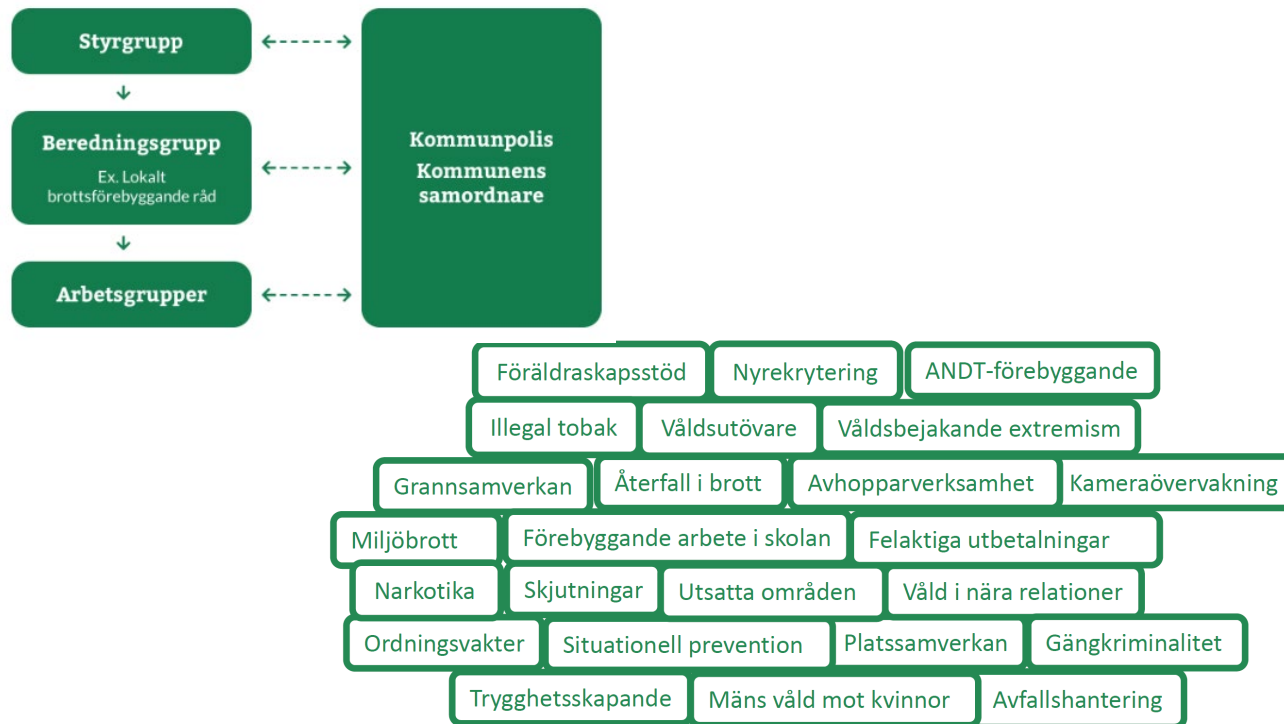 Styrgrupp
Beredningsgrupp
Ex. Lokalt
brottsförebyggande råd
Arbetsgrupper
Kommunpolis
Kommunens
samordnare
Föräldraskapsstöd
Nyrekrytering
ANDT-förebyggande
Illegal tobak
Våldsutövare
Våldsbejakande extremism
Grannsamverkan
Återfall i brott
Avhopparverksamhet
Kameraövervakning
Miljöbrott
Förebyggande arbete i skolan
Felaktiga utbetalningar
Narkotika
Skjutningar
Utsatta områden
Våld i nära relationer
Ordningsvakter
Situationell prevention
Platssamverkan
Gängkriminalitet
Trygghetsskapande
Mäns våld mot kvinnor
Avfallshantering